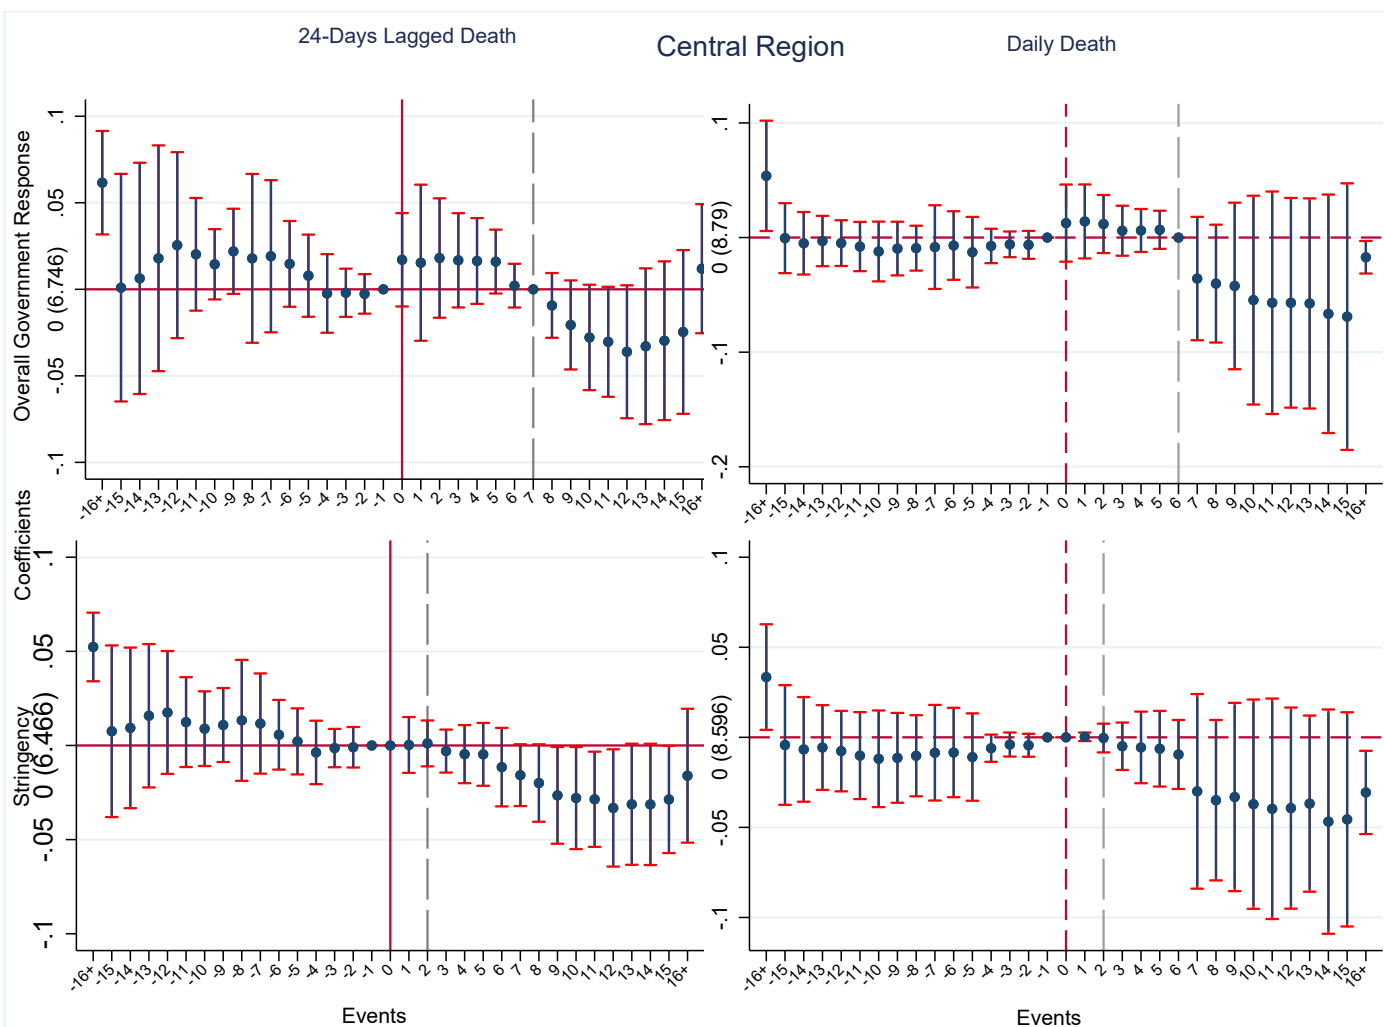 24-Days Lagged Death
Central Region
Daily Death
Overall Government Response
.1
.05
0 (6.746)
-.05
-.1
-16+ -15 -14 -13 -12 -11 -10 -9 -8 -7 -6 -5 -4 -3 -2 -1 0 1 2 3 4 5 6 7 8 9 10 11 12 13 14 15 16+
.1
0 (8.79)
-.1
-.2
-16+ -15 -14 -13 -12 -11 -10 -9 -8 -7 -6 -5 -4 -3 -2 -1 0 1 2 3 4 5 6 7 8 9 10 11 12 13 14 15 16+
Coefficients
Stringency
.1
.05
0 (6.466)
-.05
-.1
-16+ -15 -14 -13 -12 -11 -10 -9 -8 -7 -6 -5 -4 -3 -2 -1 0 1 2 3 4 5 6 7 8 9 10 11 12 13 14 15 16+
Events
.1
.05
0 (8.596)
-.05
-.1
-16+ -15 -14 -13 -12 -11 -10 -9 -8 -7 -6 -5 -4 -3 -2 -1 0 1 2 3 4 5 6 7 8 9 10 11 12 13 14 15 16+
Events